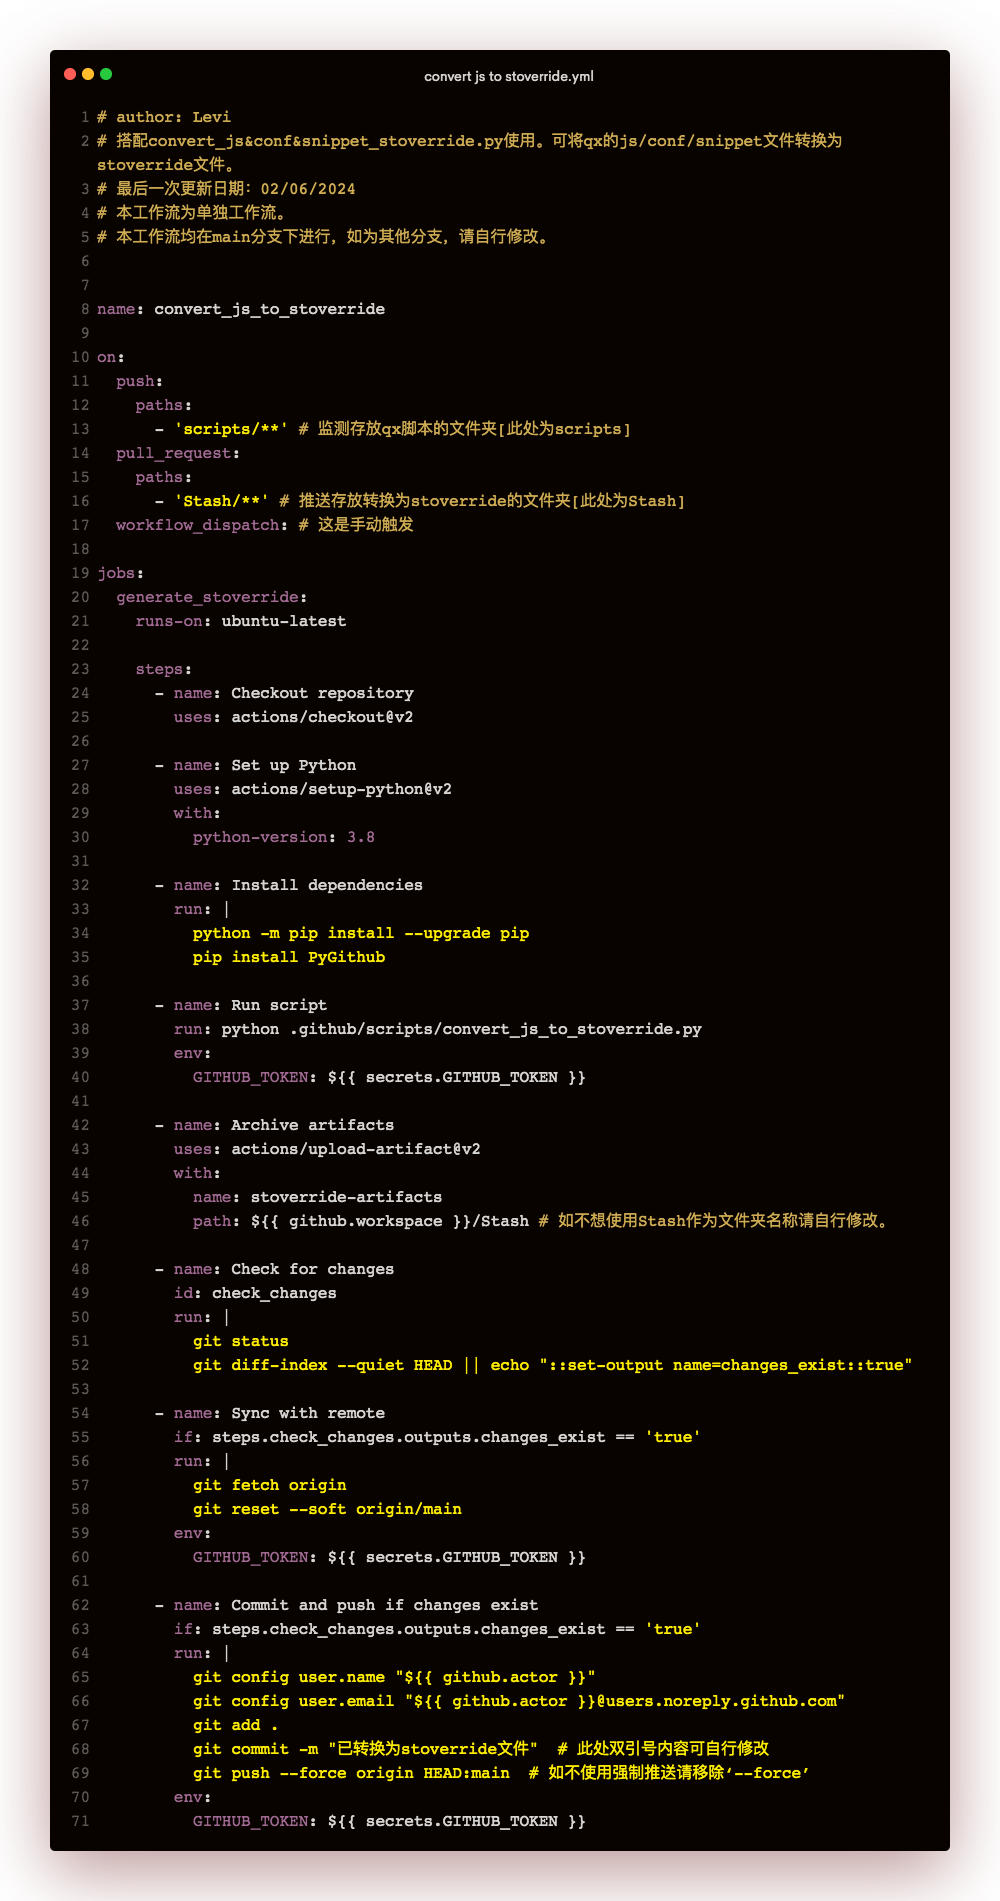 convert js to stoverride.yml
1 # author: Levi
2 # 搭配convert_js&conf&snippet_stoverride.py使用。可将qx的js/conf/snippet文件转换为
stoverride文件。
3 # 最后一次更新日期：02/06/2024
4 # 本工作流为单独工作流。
5 # 本工作流均在main分支下进行，如为其他分支，请自行修改。
6
7
8 name: convert_js_to_stoverride
9
10 on:
11   push:
12     paths:
13       - 'scripts/**' # 监测存放qx脚本的文件夹[此处为scripts]
14   pull_request:
15     paths:
16       - 'Stash/**' # 推送存放转换为stoverride的文件夹[此处为Stash]
17   workflow_dispatch: # 这是手动触发
18
19 jobs:
20   generate_stoverride:
21     runs-on: ubuntu-latest
22
23     steps:
24       - name: Checkout repository
25         uses: actions/checkout@v2
26
27       - name: Set up Python
28         uses: actions/setup-python@v2
29         with:
30           python-version: 3.8
31
32       - name: Install dependencies
33         run: |
34           python -m pip install --upgrade pip
35           pip install PyGithub
36
37       - name: Run script
38         run: python .github/scripts/convert_js_to_stoverride.py
39         env:
40           GITHUB_TOKEN: ${{ secrets.GITHUB_TOKEN }}
41
42       - name: Archive artifacts
43         uses: actions/upload-artifact@v2
44         with:
45           name: stoverride-artifacts
46           path: ${{ github.workspace }}/Stash # 如不想使用Stash作为文件夹名称请自行修改。
47
48       - name: Check for changes
49         id: check_changes
50         run: |
51           git status
52           git diff-index --quiet HEAD || echo "::set-output name=changes_exist::true"
53
54       - name: Sync with remote
55         if: steps.check_changes.outputs.changes_exist == 'true'
56         run: |
57           git fetch origin
58           git reset --soft origin/main
59         env:
60           GITHUB_TOKEN: ${{ secrets.GITHUB_TOKEN }}
61
62       - name: Commit and push if changes exist
63         if: steps.check_changes.outputs.changes_exist == 'true'
64         run: |
65           git config user.name "${{ github.actor }}"
66           git config user.email "${{ github.actor }}@users.noreply.github.com"
67           git add .
68           git commit -m "已转换为stoverride文件"  # 此处双引号内容可自行修改
69           git push --force origin HEAD:main  # 如不使用强制推送请移除‘--force’
70         env:
71           GITHUB_TOKEN: ${{ secrets.GITHUB_TOKEN }}